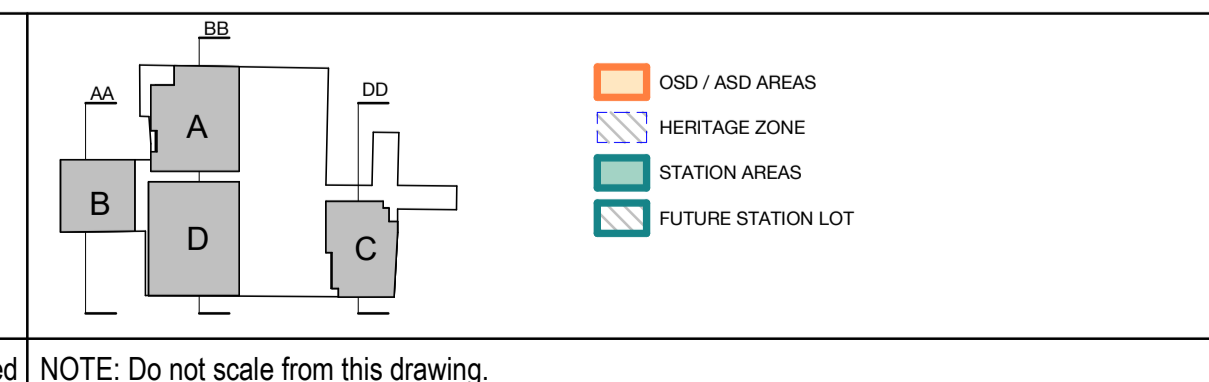 BB
AA
DD
A
B
D
C
OSD / ASD AREAS
HERITAGE ZONE
STATION AREAS
FUTURE STATION LOT
NOTE: Do not scale from this drawing.